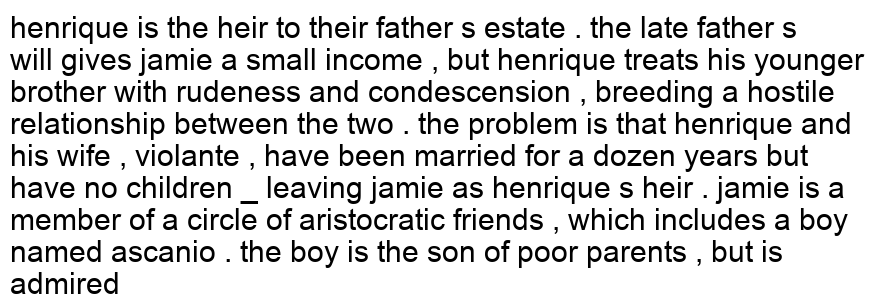 henrique is the heir to their father s estate . the late father s
will gives jamie a small income , but henrique treats his younger
brother with rudeness and condescension , breeding a hostile
relationship between the two . the problem is that henrique and
his wife , violante , have been married for a dozen years but
have no children _ leaving jamie as henrique s heir . jamie is a
member of a circle of aristocratic friends , which includes a boy
named ascanio . the boy is the son of poor parents , but is
admired